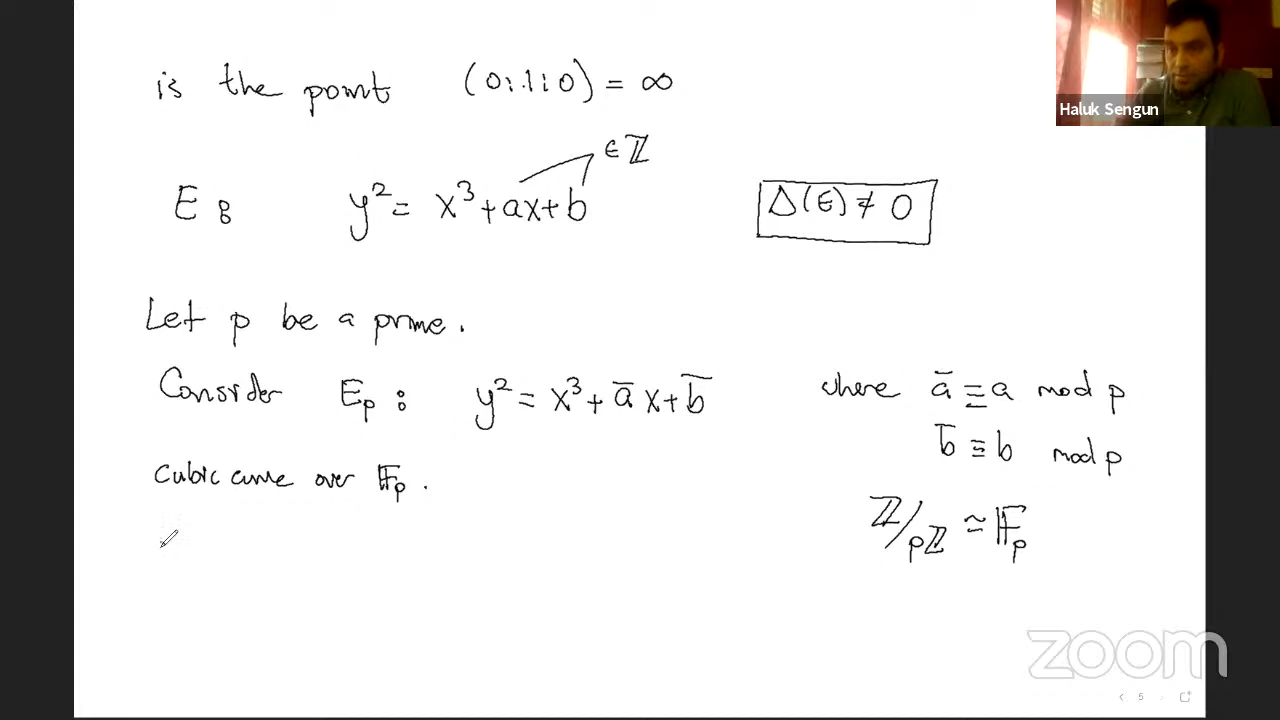 is the point (0:1:0) = ∞
∈ ℤ
E : y² = x³ + ax + b Δ(E) ≠ 0
Let p be a prime.
Consider E_p : y² = x³ + a̅ x + b̅ where a̅ ≡ a mod p
b̅ ≡ b mod p
cubic curve over 𝔽_p .
ℤ/pℤ ≃ 𝔽_p
Haluk Sengun
zoom
5